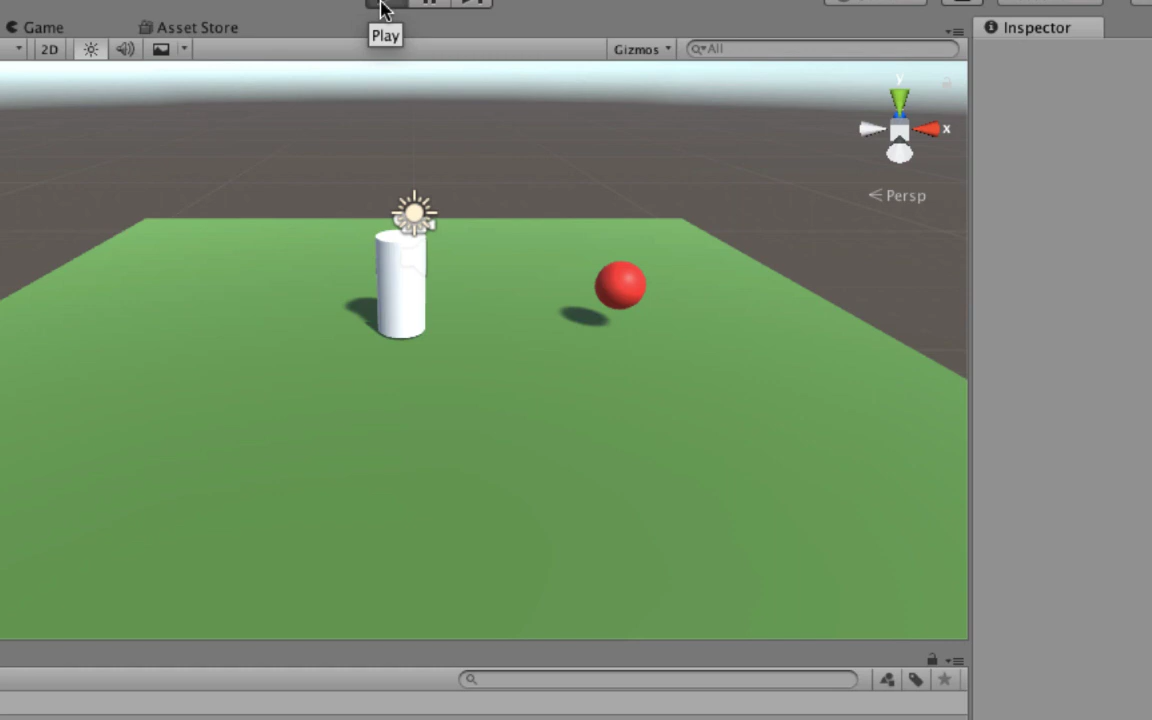 Game
Asset Store
Play
Inspector
2D
Gizmos
All
y
x
Persp